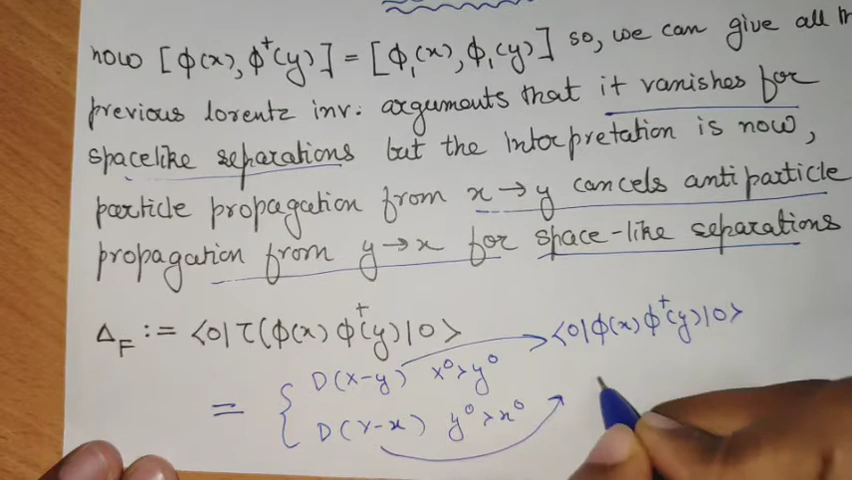 now [ϕ(x), ϕ⁺(y)] = [ϕ₁(x), ϕ₁(y)] so, we can give all
previous lorentz inv. arguments that it vanishes for
spacelike separations but the Interpretation is now,
particle propagation from x → y cancels antiparticle
propagation from y → x for space-like separations
Δ_F := <0|τ(ϕ(x) ϕ⁺(y)|0> <0|ϕ(x) ϕ⁺(y)|0>
= { D(x-y) x⁰>y⁰
D(y-x) y⁰>x⁰